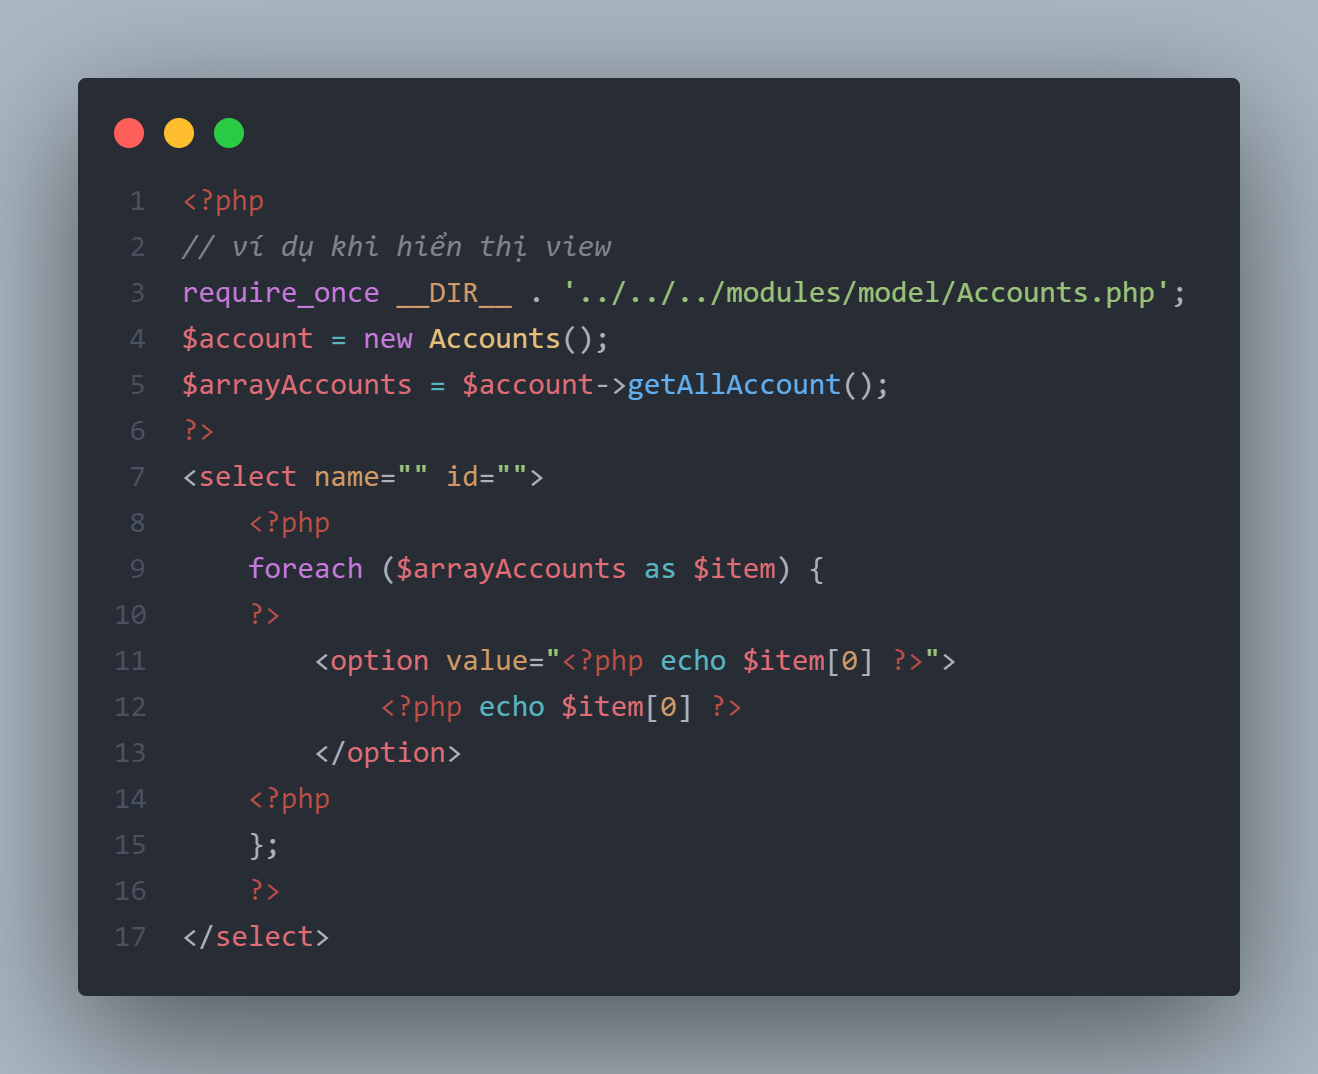 1 <?php
2 // ví dụ khi hiển thị view
3 require_once __DIR__ . '../../../modules/model/Accounts.php';
4 $account = new Accounts();
5 $arrayAccounts = $account->getAllAccount();
6 ?>
7 <select name="" id="">
8 <?php
9 foreach ($arrayAccounts as $item) {
10 ?>
11 <option value="<?php echo $item[0] ?>">
12 <?php echo $item[0] ?>
13 </option>
14 <?php
15 };
16 ?>
17 </select>